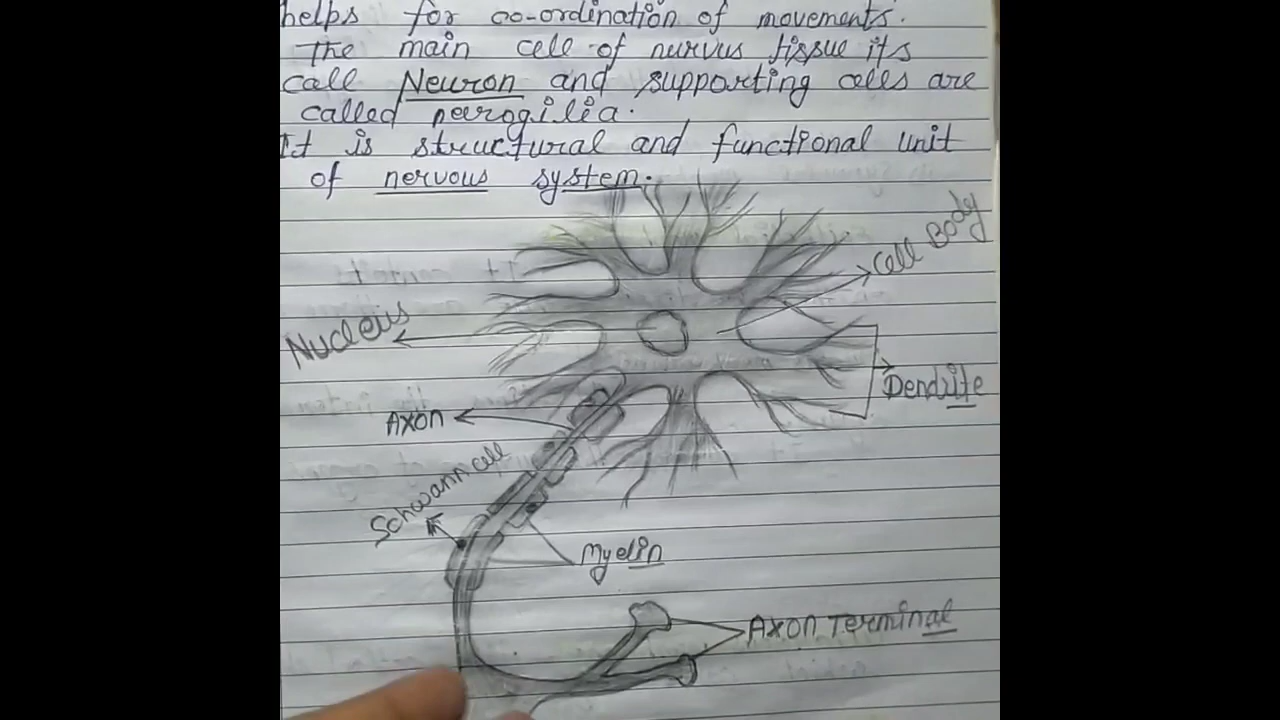 helps for co-ordination of movements.
The main cell of nurvus tissue its
call Neuron and supporting cells are
called nerogilia.
It is structural and functional unit
of nervous system.
Cell Body
Nucleus
Dendrite
Axon
Schwann cell
Myelin
Axon Terminal